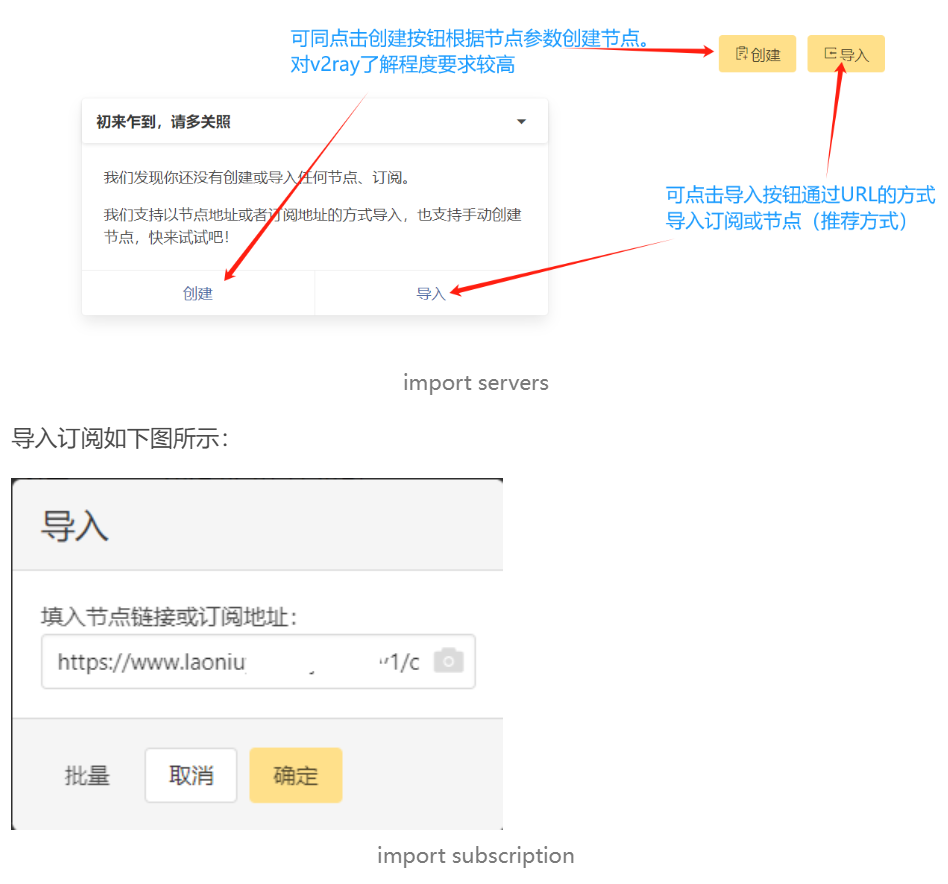 可同点击创建按钮根据节点参数创建节点。
对v2ray了解程度要求较高
创建
导入
初来乍到，请多关照
我们发现你还没有创建或导入任何节点、订阅。
我们支持以节点地址或者订阅地址的方式导入，也支持手动创建
节点，快来试试吧！
可点击导入按钮通过URL的方式
导入订阅或节点（推荐方式）
创建
导入
import servers
导入订阅如下图所示：
导入
填入节点链接或订阅地址：
https://www.laoniu 1/c
批量
取消
确定
import subscription